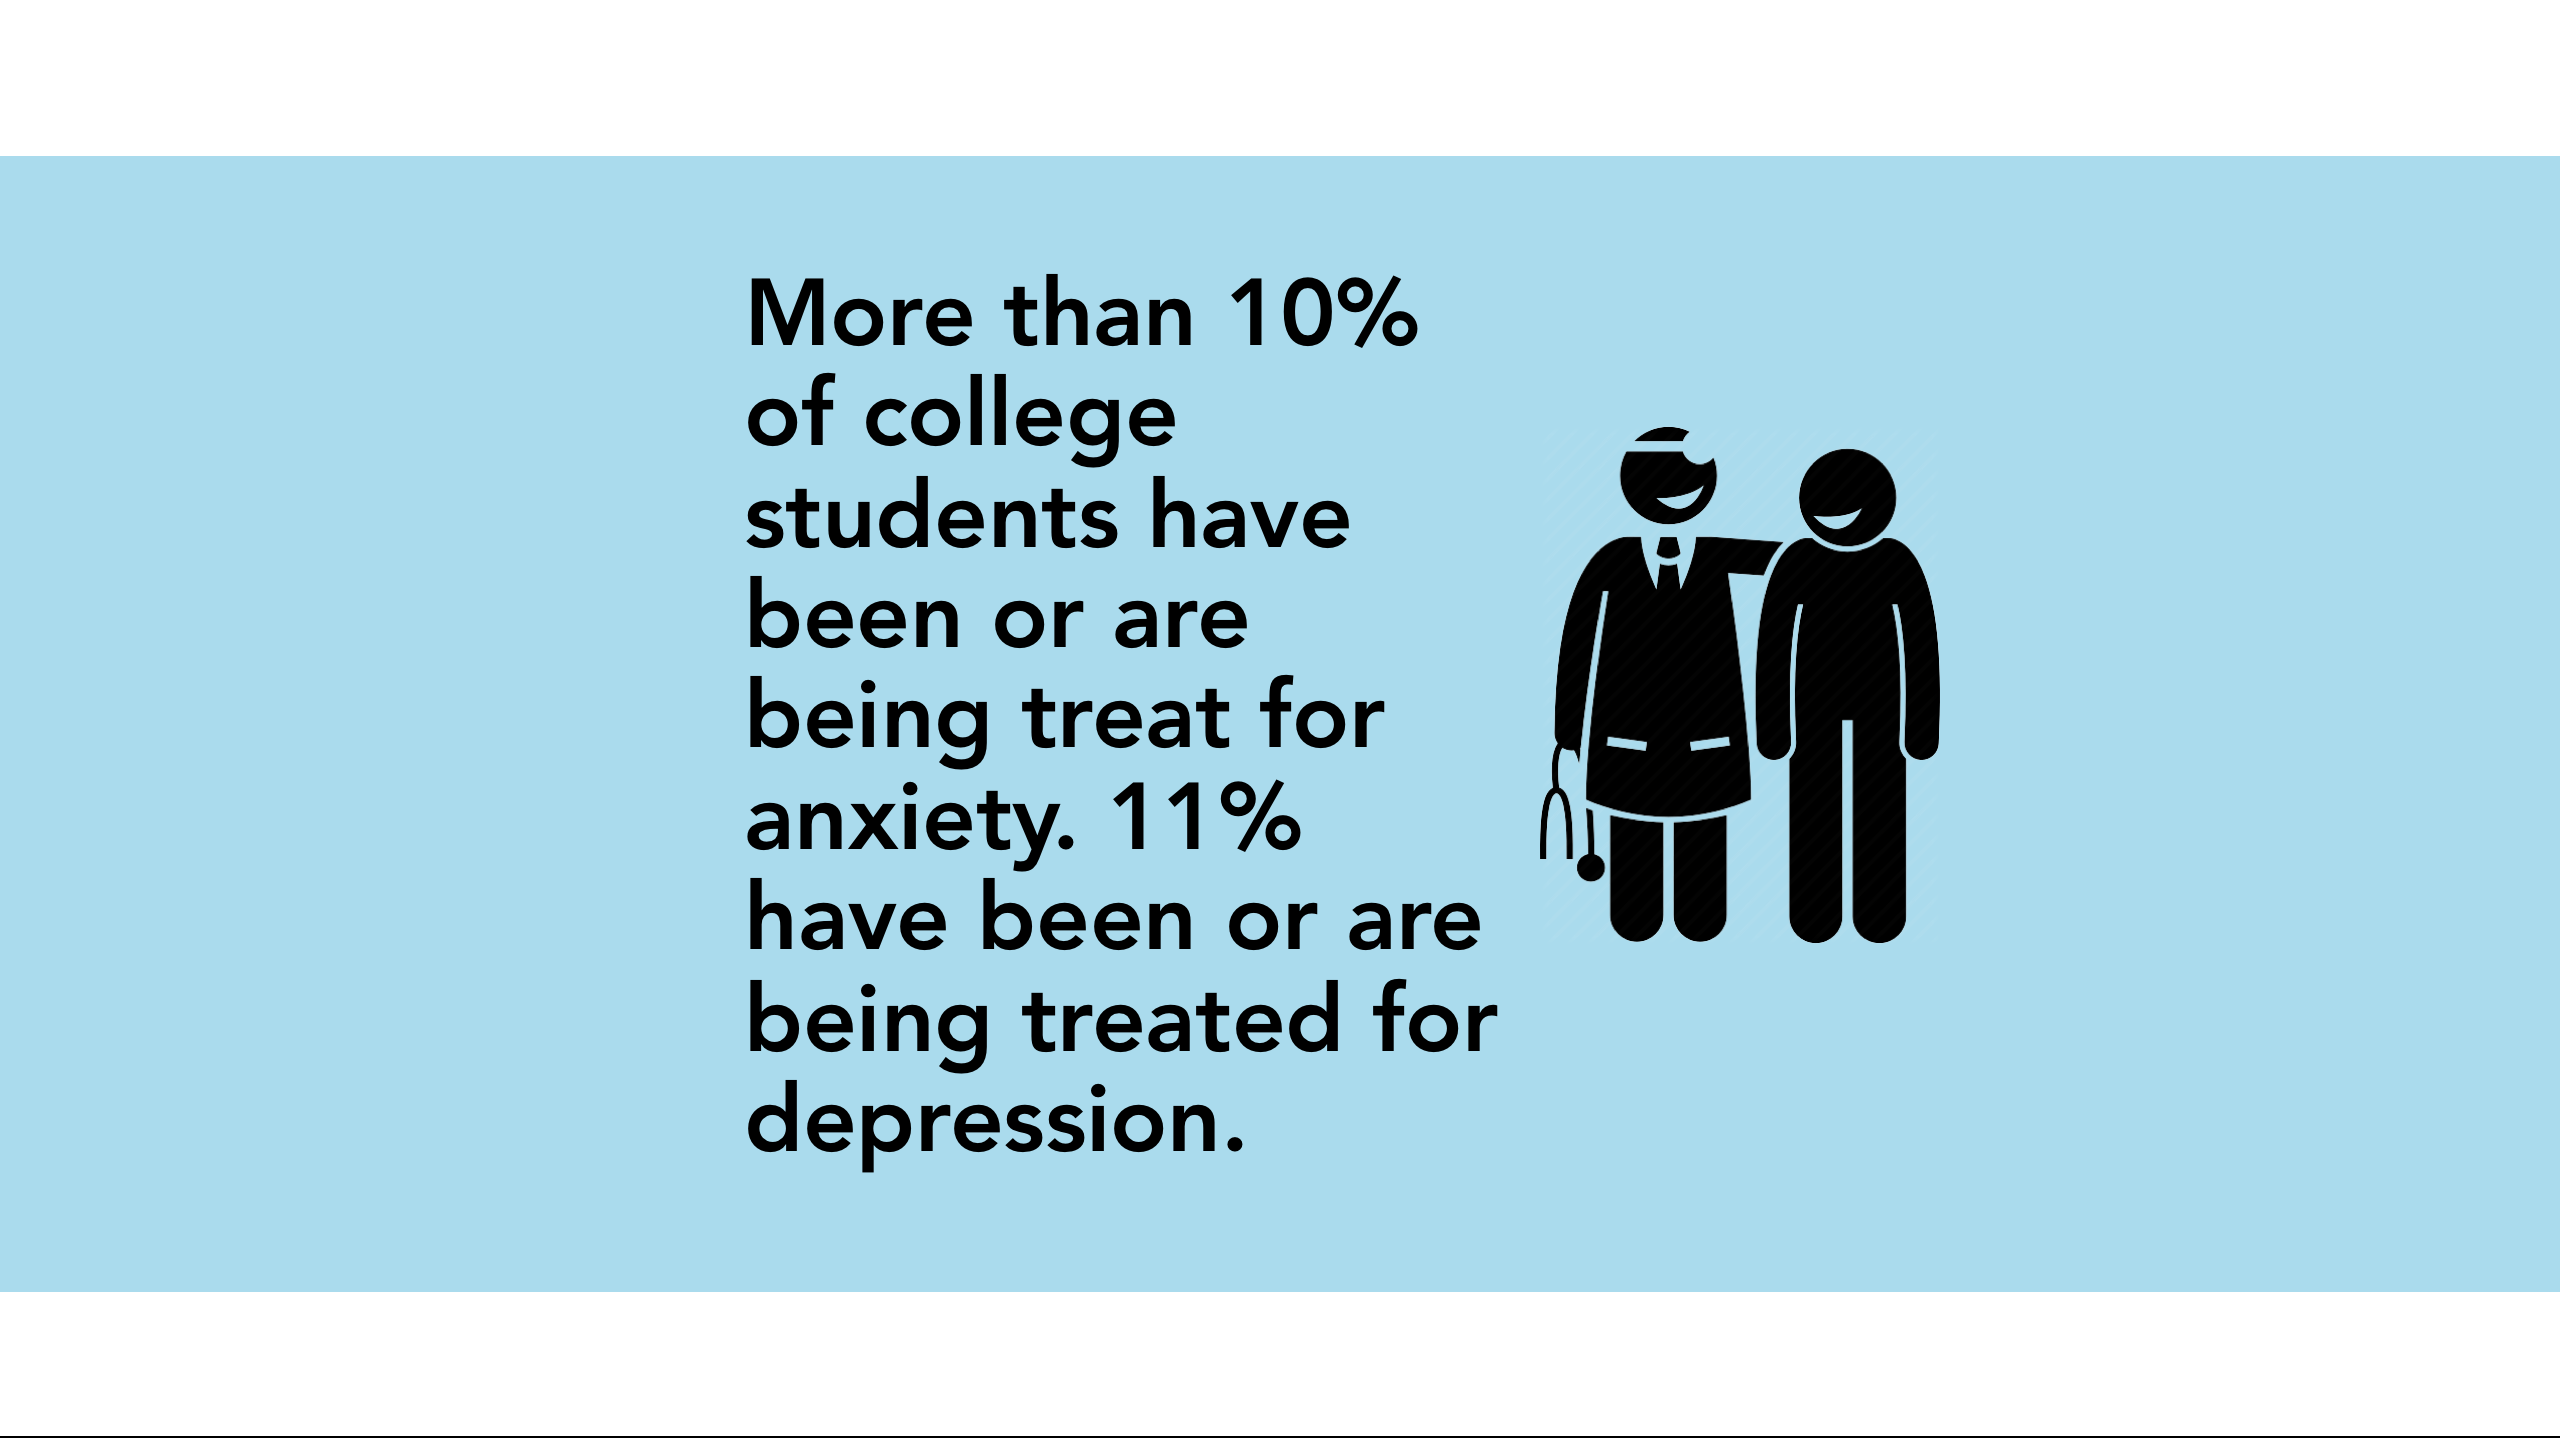 More than 10%
of college
students have
been or are
being treat for
anxiety. 11%
have been or are
being treated for
depression.